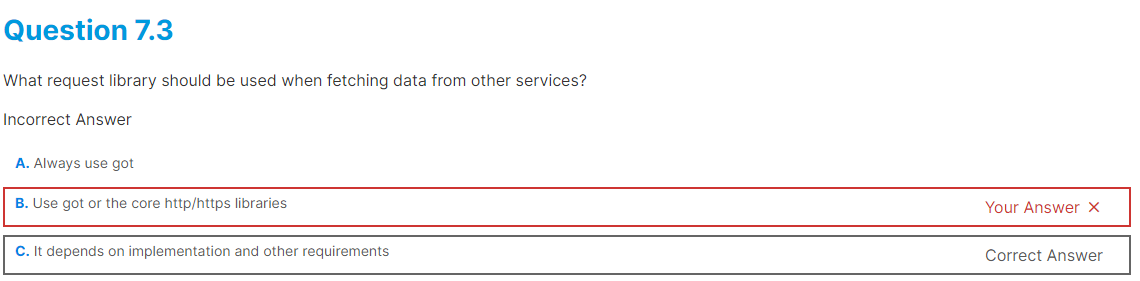 Question 7.3
What request library should be used when fetching data from other services?
Incorrect Answer
A. Always use got
B. Use got or the core http/https libraries Your Answer ×
C. It depends on implementation and other requirements Correct Answer